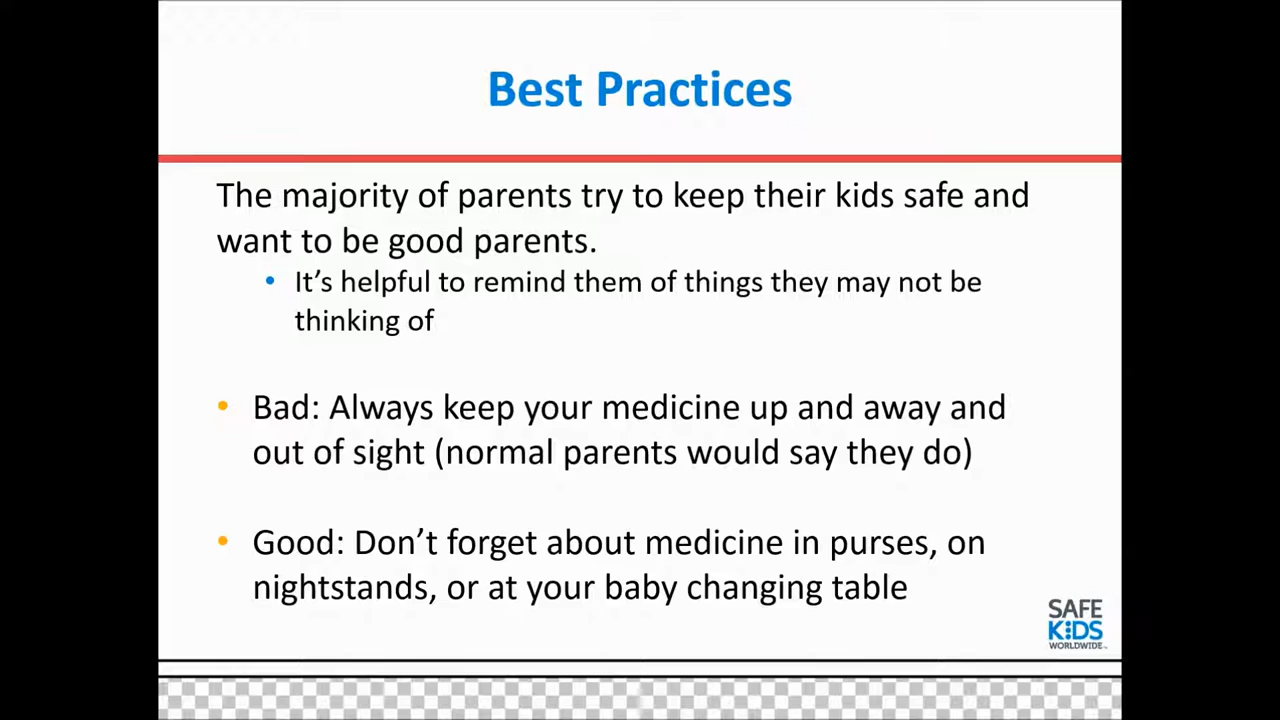 Best Practices
The majority of parents try to keep their kids safe and
want to be good parents.
• It's helpful to remind them of things they may not be
thinking of
• Bad: Always keep your medicine up and away and
out of sight (normal parents would say they do)
• Good: Don't forget about medicine in purses, on
nightstands, or at your baby changing table
SAFE
KIDS
WORLDWIDE™